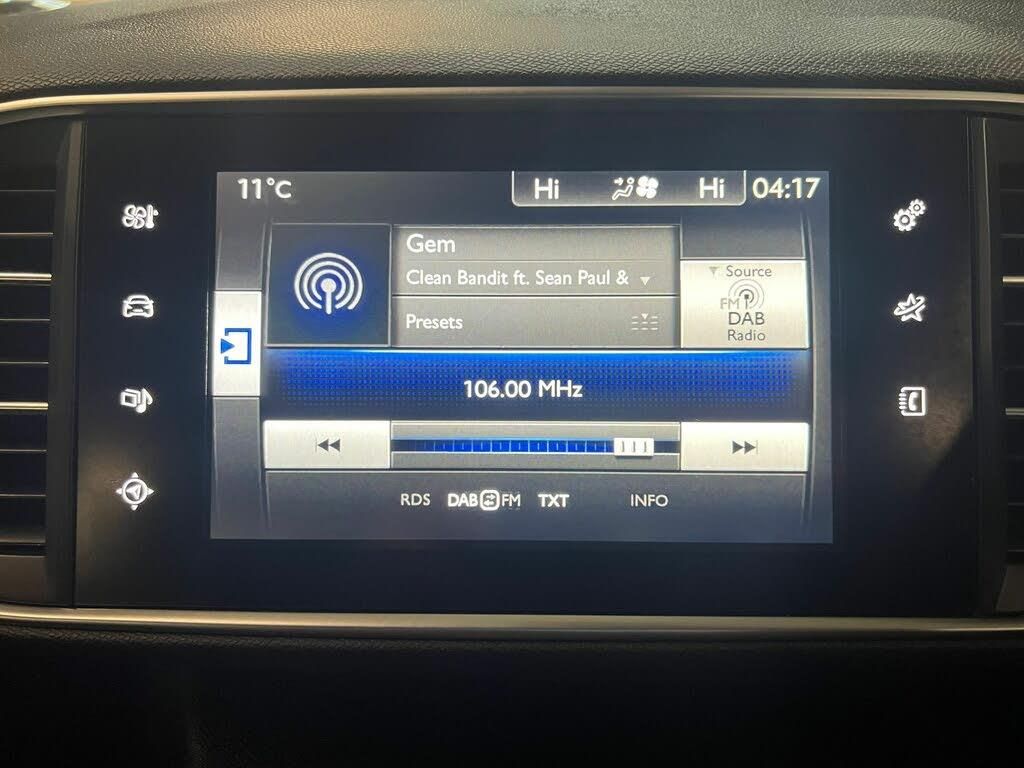 11°C Hi Hi 04:17
Gem
Clean Bandit ft. Sean Paul &
Presets
Source
FM
DAB
Radio
106.00 MHz
RDS DAB FM TXT INFO